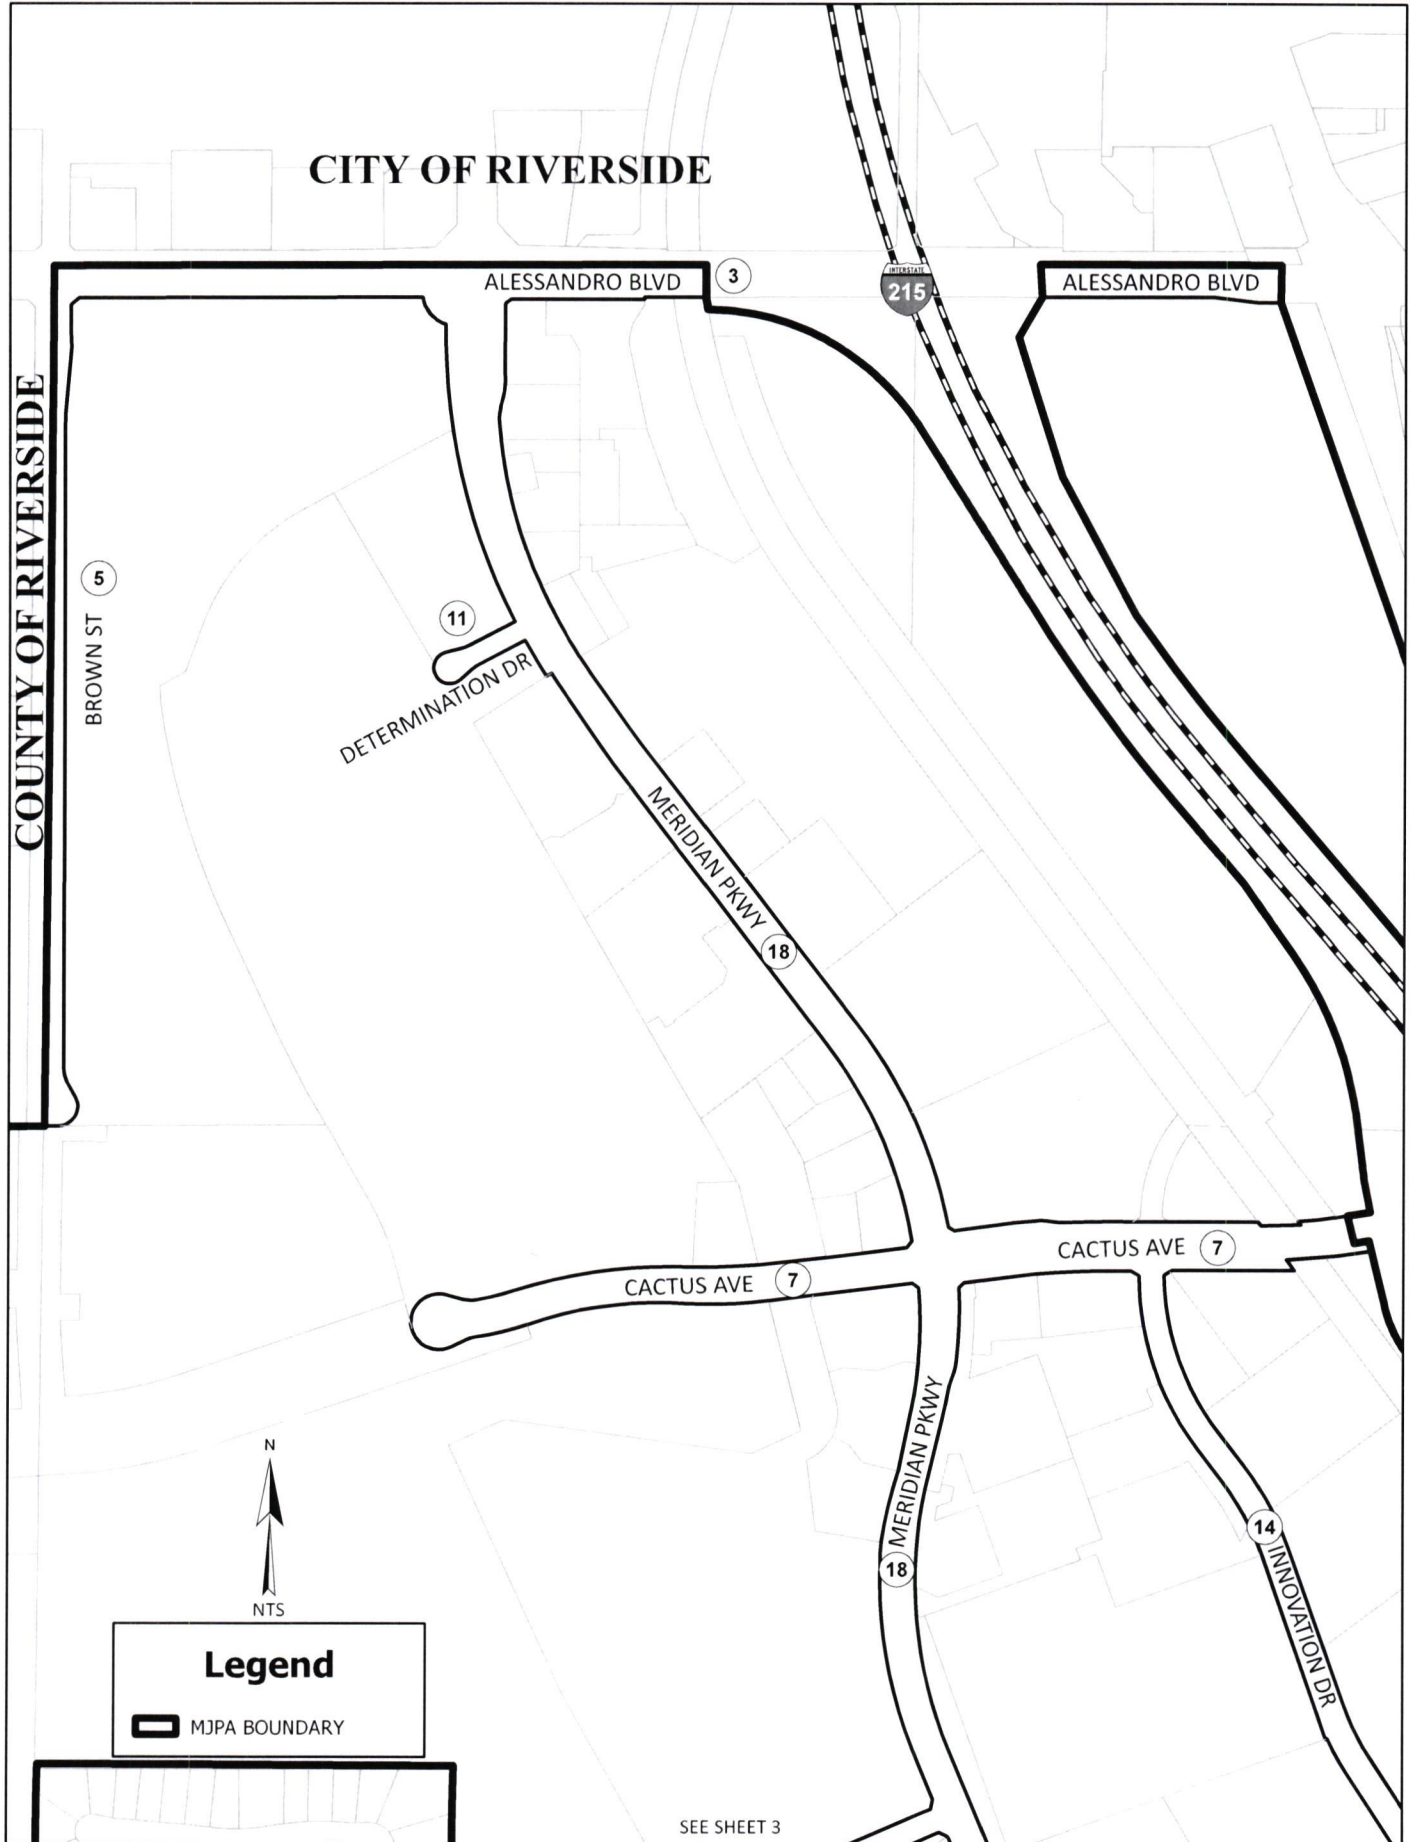 CITY OF RIVERSIDE
ALESSANDRO BLVD
3
INTERSTATE
215
ALESSANDRO BLVD
COUNTY OF RIVERSIDE
5
BROWN ST
11
DETERMINATION DR
MERIDIAN PKWY
18
CACTUS AVE 7
CACTUS AVE 7
MERIDIAN PKWY
18
14
INNOVATION DR
N
NTS
Legend
MJPA BOUNDARY
SEE SHEET 3